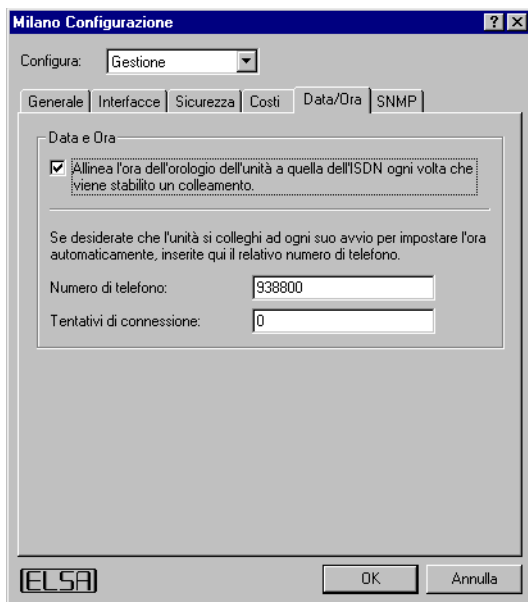 Milano Configurazione
Configura: Gestione
Generale Interfacce Sicurezza Costi Data/Ora SNMP
Data e Ora
Allinea l'ora dell'orologio dell'unità a quella dell'ISDN ogni volta che
viene stabilito un colleamento.
Se desiderate che l'unità si colleghi ad ogni suo avvio per impostare l'ora
automaticamente, inserite qui il relativo numero di telefono.
Numero di telefono: 938800
Tentativi di connessione: 0
ELSA OK Annulla